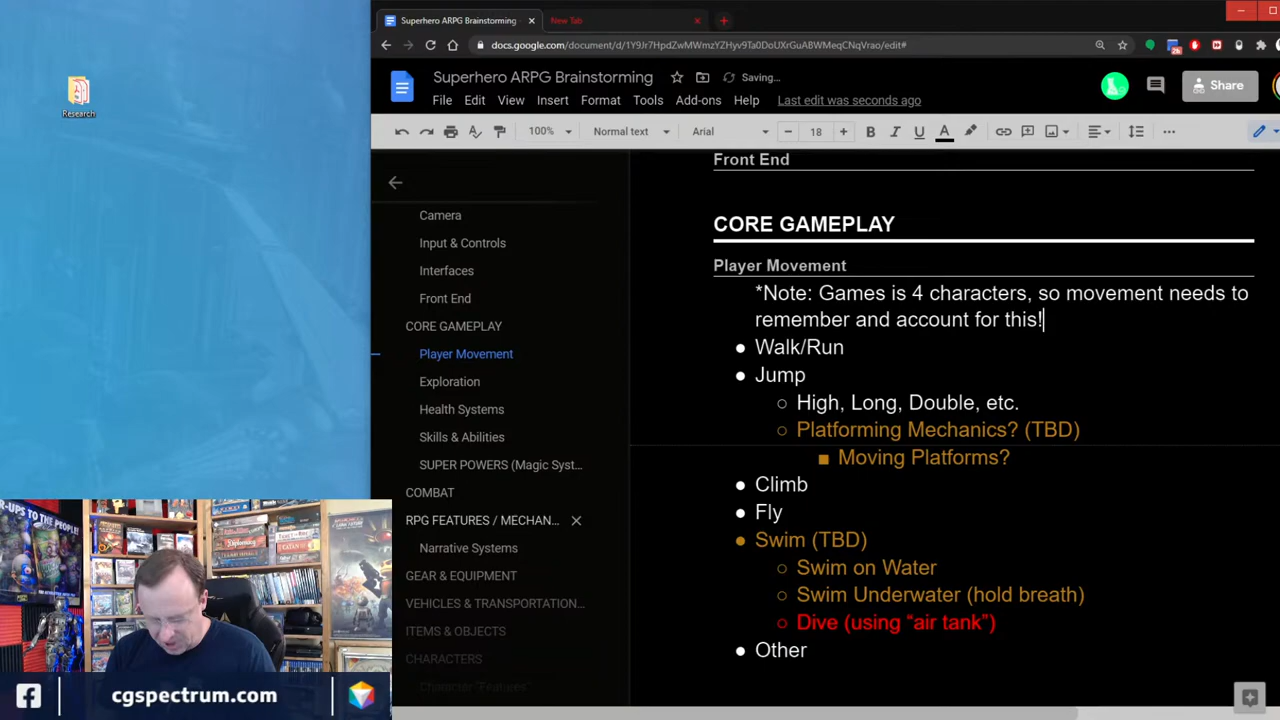 Superhero ARPG Brainstorming
New Tab
docs.google.com/document/d/1Y9Jr7HpdZwMWmzYZHyv9Ta0DoUXrGuABWMeqCNqVrao/edit#
26
Research
Superhero ARPG Brainstorming
Saving...
Share
File
Edit
View
Insert
Format
Tools
Add-ons
Help
Last edit was seconds ago
100%
Normal text
Arial
18
B
I
U
A
Camera
Input & Controls
Interfaces
Front End
CORE GAMEPLAY
Player Movement
Exploration
Health Systems
Skills & Abilities
SUPER POWERS (Magic Syst...
COMBAT
RPG FEATURES / MECHAN...
Narrative Systems
GEAR & EQUIPMENT
VEHICLES & TRANSPORTATION...
ITEMS & OBJECTS
CHARACTERS
Character "Features"
Front End
CORE GAMEPLAY
Player Movement
*Note: Games is 4 characters, so movement needs to
remember and account for this!
● Walk/Run
● Jump
○ High, Long, Double, etc.
○ Platforming Mechanics? (TBD)
■ Moving Platforms?
● Climb
● Fly
● Swim (TBD)
○ Swim on Water
○ Swim Underwater (hold breath)
○ Dive (using “air tank”)
● Other
cgspectrum.com